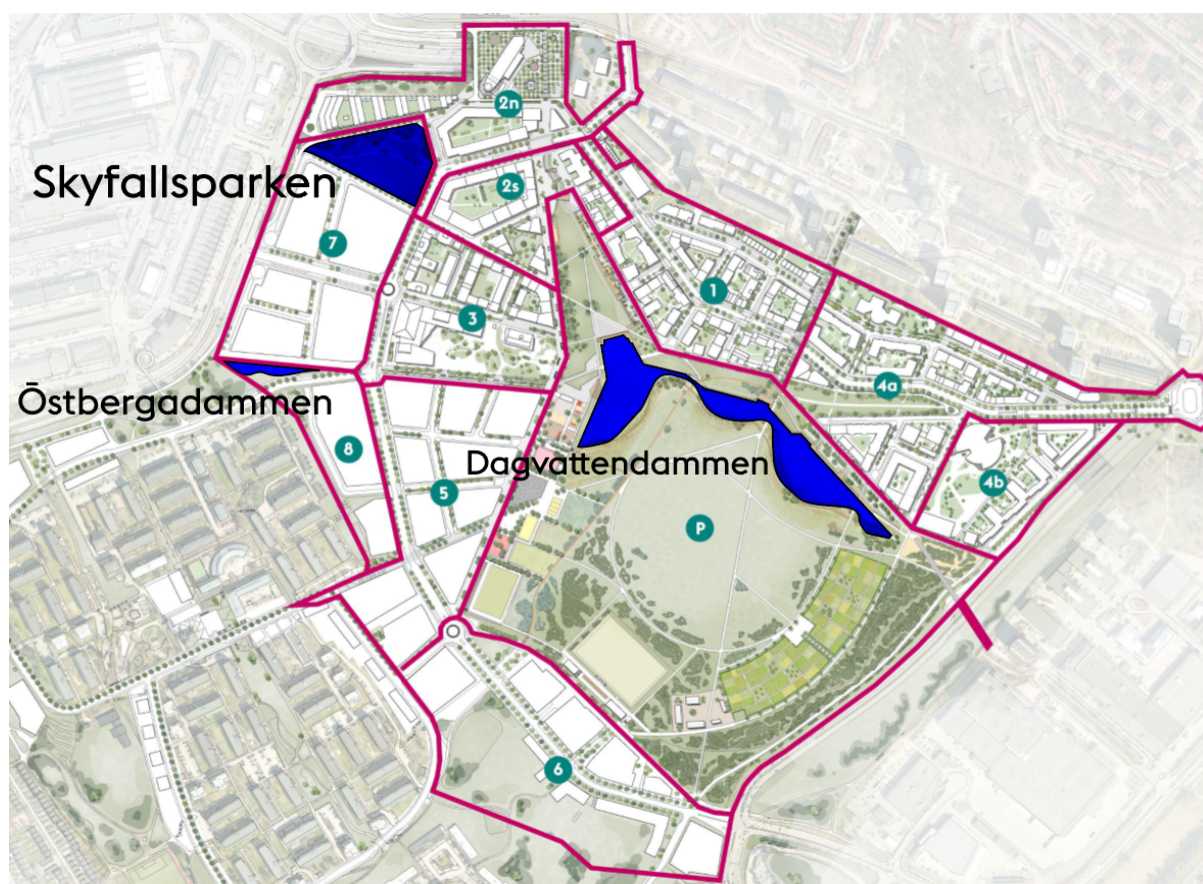 2n
Skyfallsparken
2s
7
1
3
Östbergadammen
4a
8
Dagvattendammen
5
4b
P
6